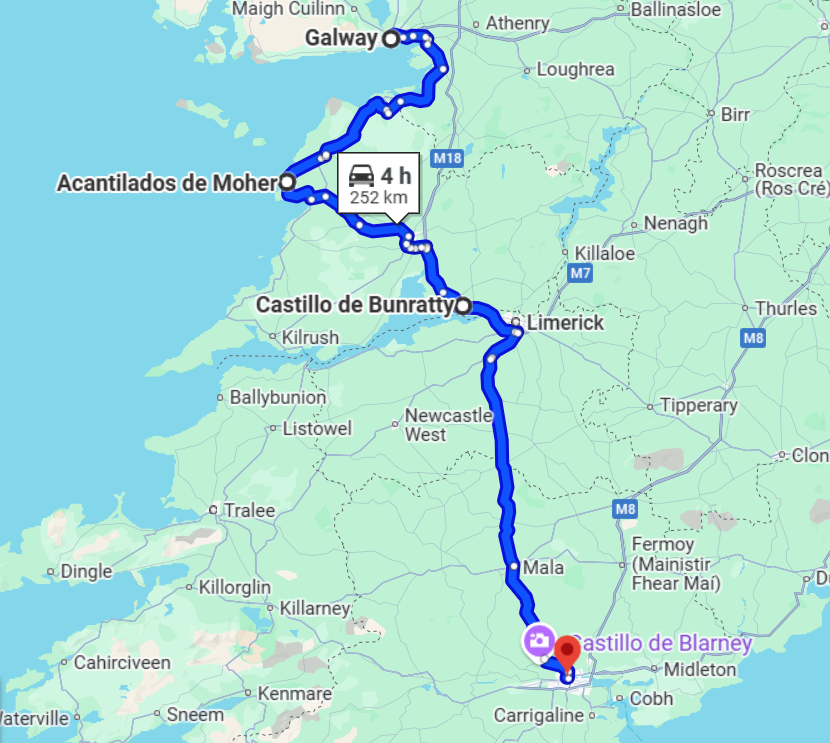 Maigh Cuilinn
Athenry
Ballinasloe
Galway
Loughrea
Birr
M18
Acantilados de Moher
4 h
252 km
Roscrea
(Ros Cré)
Nenagh
Killaloe
M7
Castillo de Bunratty
Limerick
Thurles
M8
Kilrush
Ballybunion
Newcastle
West
Tipperary
Listowel
Clon
M8
Tralee
Fermoy
(Mainistir
Fhear Maí)
Dingle
Mala
Killorglin
Killarney
Castillo de Blarney
Cahirciveen
Midleton
Kenmare
Cobh
Waterville
Sneem
Carrigaline